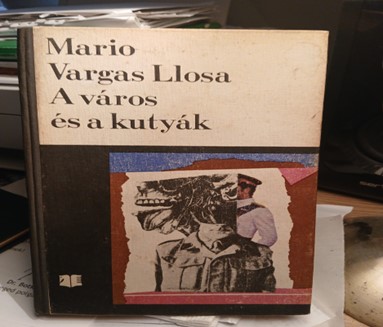 Mario
Vargas Llosa
A város
és a kutyák